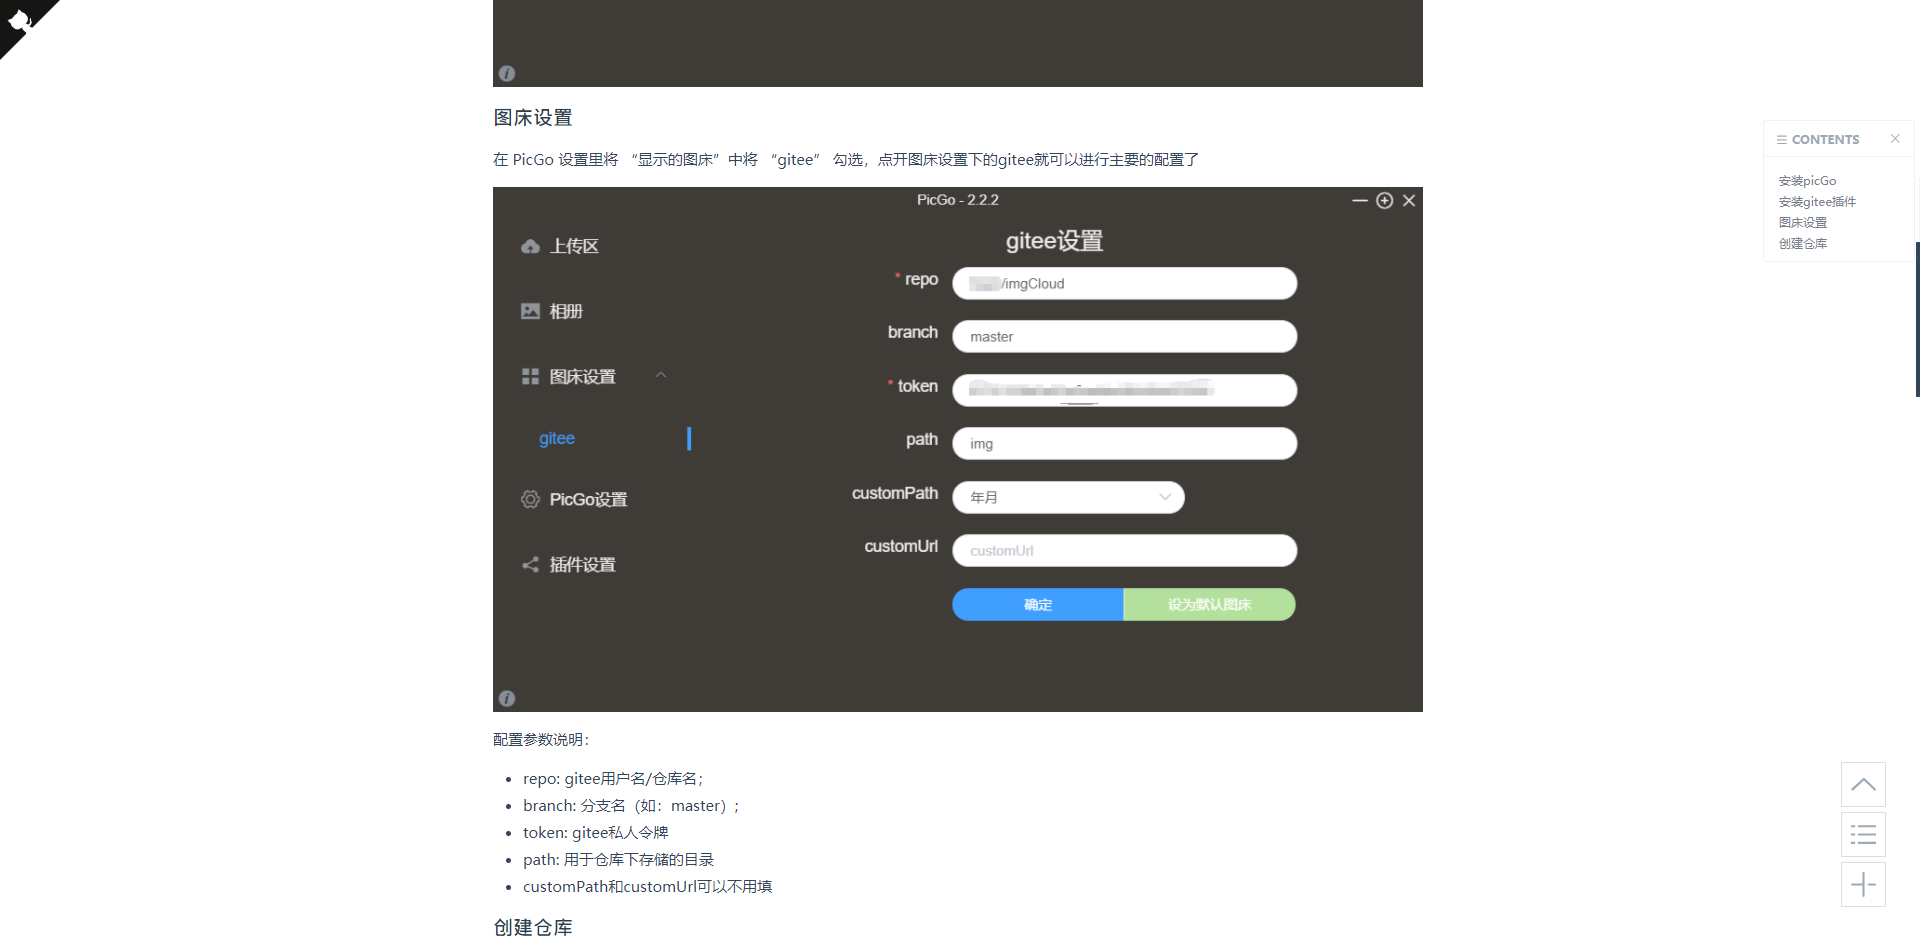 图床设置
在 PicGo 设置里将 “显示的图床”中将 “gitee” 勾选，点开图床设置下的gitee就可以进行主要的配置了
PicGo - 2.2.2
上传区
相册
图床设置
gitee
PicGo设置
插件设置
gitee设置
* repo
/imgCloud
branch
master
* token
path
img
customPath
年月
customUrl
customUrl
确定
设为默认图床
配置参数说明：
repo: gitee用户名/仓库名；
branch: 分支名（如：master）;
token: gitee私人令牌
path: 用于仓库下存储的目录
customPath和customUrl可以不用填
创建仓库
CONTENTS
安装picGo
安装gitee插件
图床设置
创建仓库